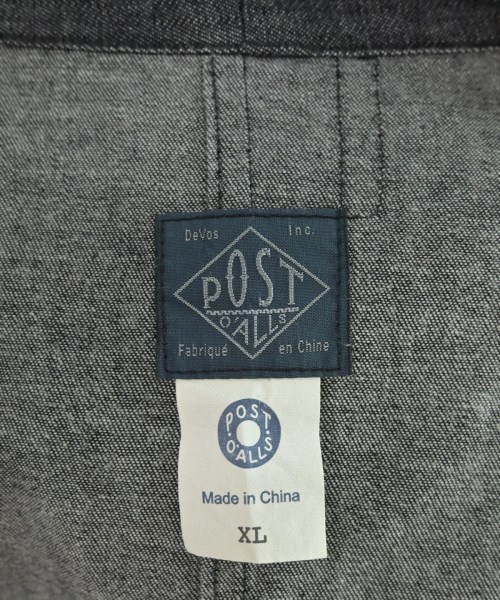 DeVos Inc.
POST
O'ALLS
Fabriqué en Chine
POST
O'ALLS
Made in China
XL